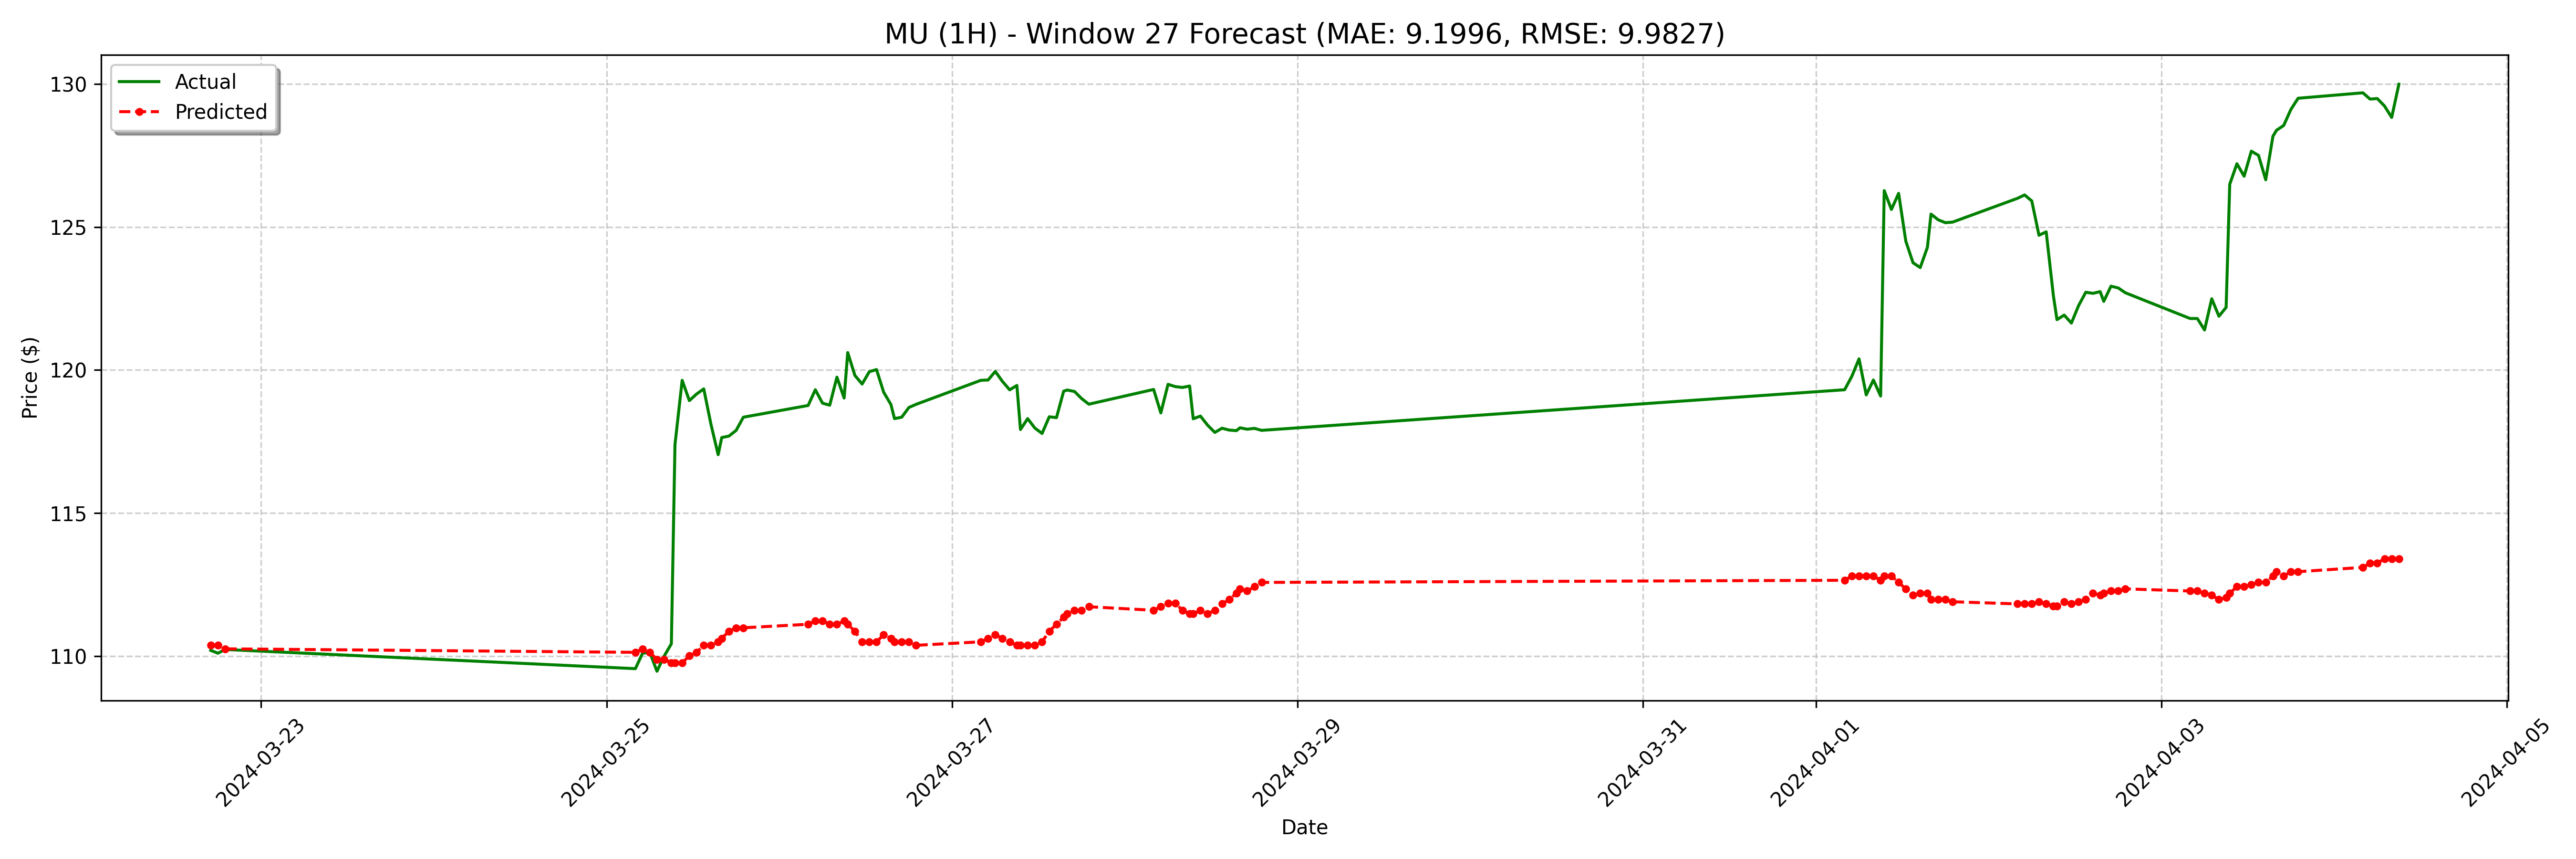 MU (1H) - Window 27 Forecast (MAE: 9.1996, RMSE: 9.9827)
Actual
Predicted
Price ($)
130
125
120
115
110
2024-03-23
2024-03-25
2024-03-27
2024-03-29
2024-03-31
2024-04-01
2024-04-03
2024-04-05
Date